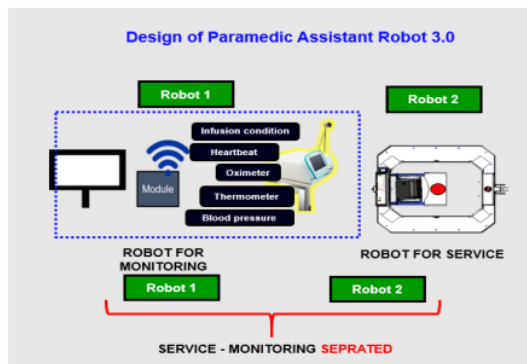 Design of Paramedic Assistant Robot 3.0
Robot 1
Robot 2
Infusion condition
Heartbeat
Oximeter
Thermometer
Blood pressure
Module
ROBOT FOR
MONITORING
ROBOT FOR SERVICE
Robot 1
Robot 2
SERVICE - MONITORING SEPRATED